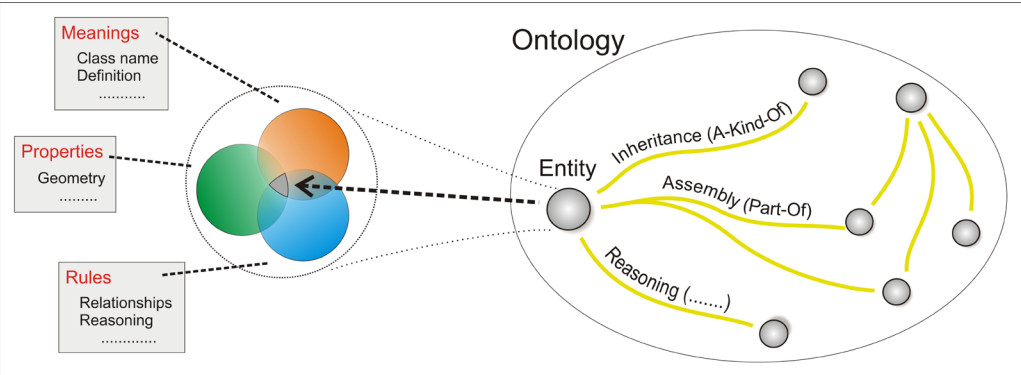 Meanings
Class name
Definition
...........
Properties
Geometry
.........
Rules
Relationships
Reasoning
.............
Ontology
Entity
Inheritance (A-Kind-Of)
Assembly (Part-Of)
Reasoning (.......)